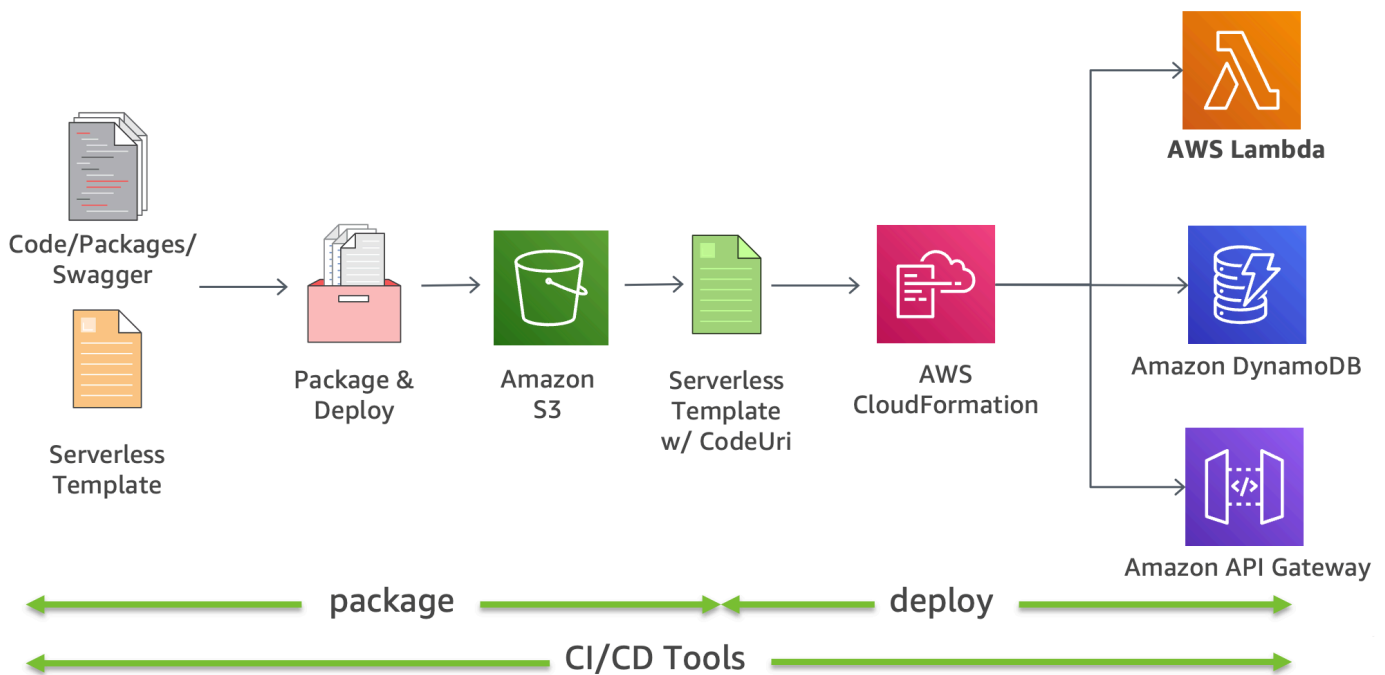 AWS Lambda
Code/Packages/
Swagger
Serverless
Template
Package &
Deploy
Amazon
S3
Serverless
Template
w/ CodeUri
AWS
CloudFormation
Amazon DynamoDB
</>
Amazon API Gateway
package
deploy
CI/CD Tools